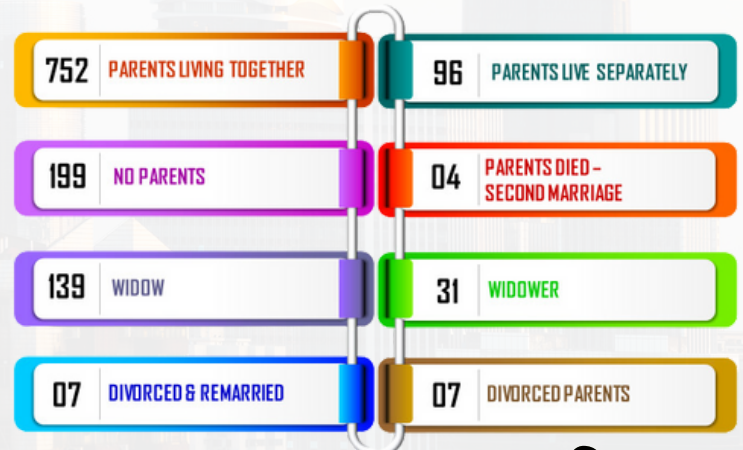 752 PARENTS LIVING TOGETHER
96 PARENTS LIVE SEPARATELY
199 NO PARENTS
04 PARENTS DIED –
SECOND MARRIAGE
139 WIDOW
31 WIDOWER
07 DIVORCED & REMARRIED
07 DIVORCED PARENTS